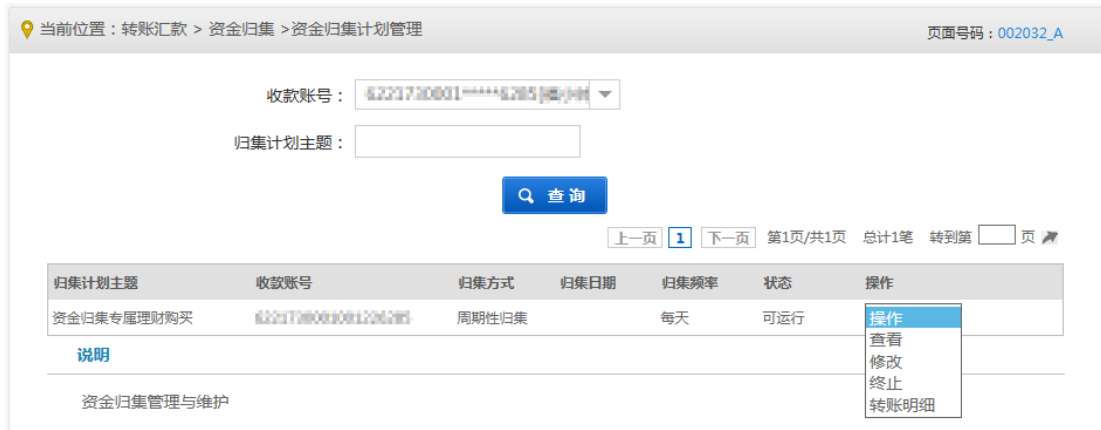 当前位置：转账汇款 > 资金归集 >资金归集计划管理
页面号码：002032_A
收款账号：
归集计划主题：
查询
上一页 1 下一页 第1页/共1页 总计1笔 转到第 页
归集计划主题 收款账号 归集方式 归集日期 归集频率 状态 操作
资金归集专属理财购买 周期性归集 每天 可运行 操作
查看
修改
终止
转账明细
说明
资金归集管理与维护